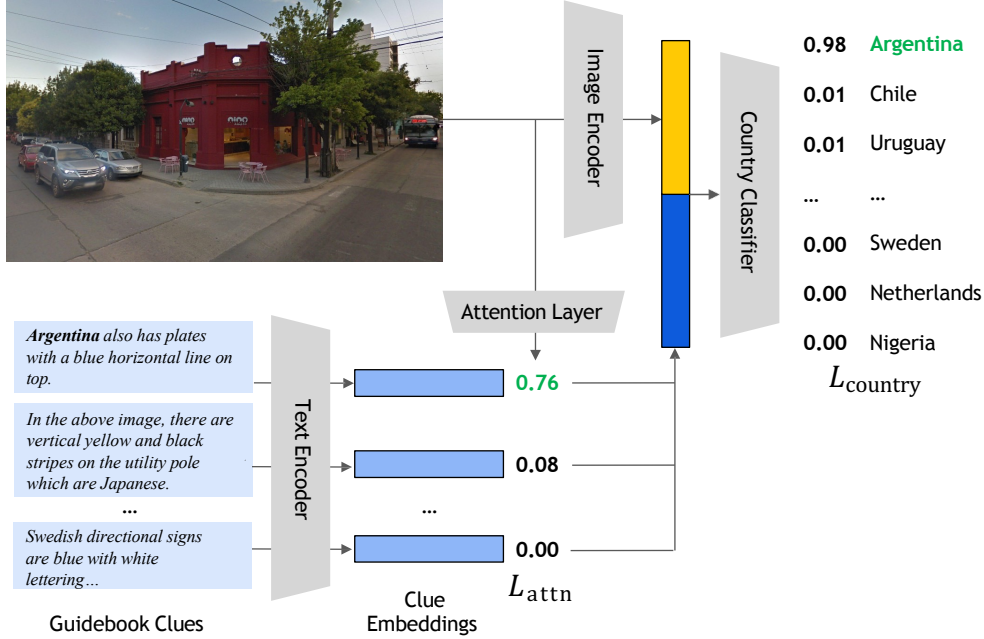 Image Encoder
Country Classifier
0.98 Argentina
0.01 Chile
0.01 Uruguay
... ...
0.00 Sweden
0.00 Netherlands
0.00 Nigeria
L_country
Attention Layer
Argentina also has plates
with a blue horizontal line on
top.
In the above image, there are
vertical yellow and black
stripes on the utility pole
which are Japanese.
...
Swedish directional signs
are blue with white
lettering...
Guidebook Clues
Text Encoder
...
Clue
Embeddings
0.76
0.08
0.00
L_attn